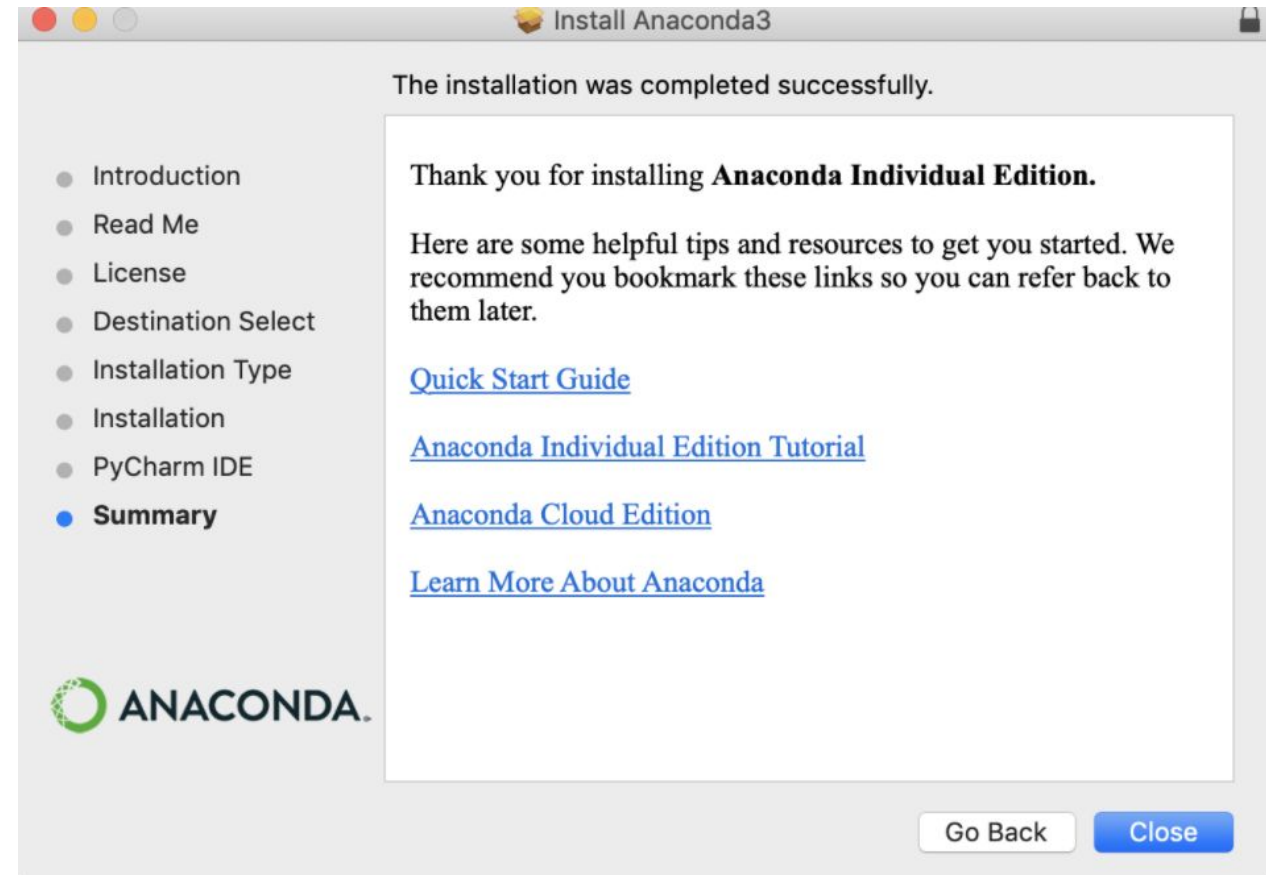 Install Anaconda3
The installation was completed successfully.
Introduction
Read Me
License
Destination Select
Installation Type
Installation
PyCharm IDE
Summary
ANACONDA.
Thank you for installing Anaconda Individual Edition.
Here are some helpful tips and resources to get you started. We
recommend you bookmark these links so you can refer back to
them later.
Quick Start Guide
Anaconda Individual Edition Tutorial
Anaconda Cloud Edition
Learn More About Anaconda
Go Back
Close